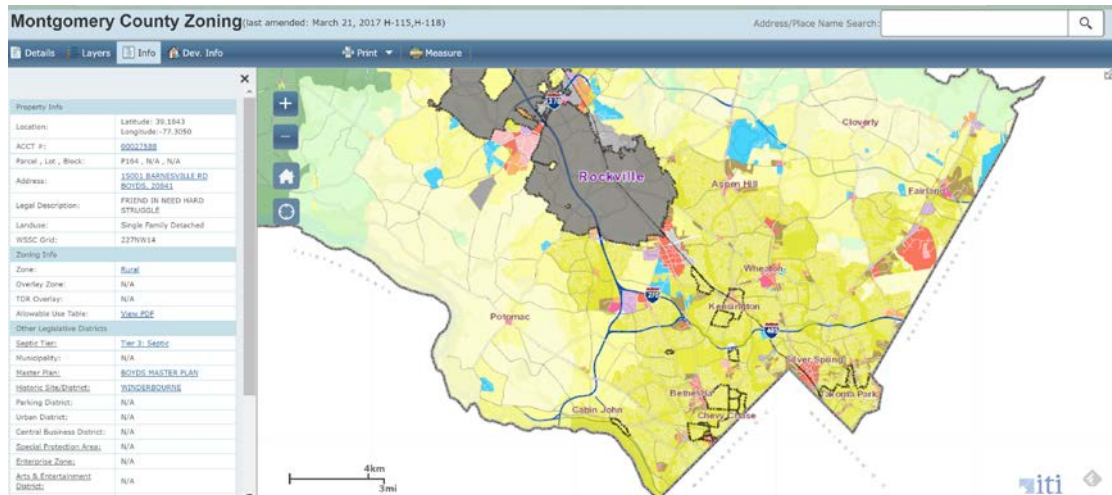 Montgomery County Zoning (last amended: March 21, 2017 H-115,H-118)
Address/Place Name Search:
Details Layers Info Dev. Info Print Measure
Property Info
Location: Latitude: 39.1843
Longitude:-77.3050
ACCT #: 00027588
Parcel , Lot , Block: P164 , N/A , N/A
Address: 15001 BARNESVILLE RD
BOYDS, 20841
Legal Description: FRIEND IN NEED HARD
STRUGGLE
Landuse: Single Family Detached
WSSC Grid: 227NW14
Zoning Info
Zone: Rural
Overlay Zone: N/A
TDR Overlay: N/A
Allowable Use Table: View PDF
Other Legislative Districts
Septic Tier: Tier 3: Septic
Municipality: N/A
Master Plan: BOYDS MASTER PLAN
Historic Site/District: WINDERBOURNE
Parking District: N/A
Urban District: N/A
Central Business District: N/A
Special Protection Area: N/A
Enterprise Zone: N/A
Arts & Entertainment
District: N/A
Cloverly
Rockville
Aspen Hill
Fairland
Wheaton
270
Kensington
Potomac
495
Silver Spring
Bethesda
Takoma Park
Cabin John
Chevy Chase
4km
3mi
iti